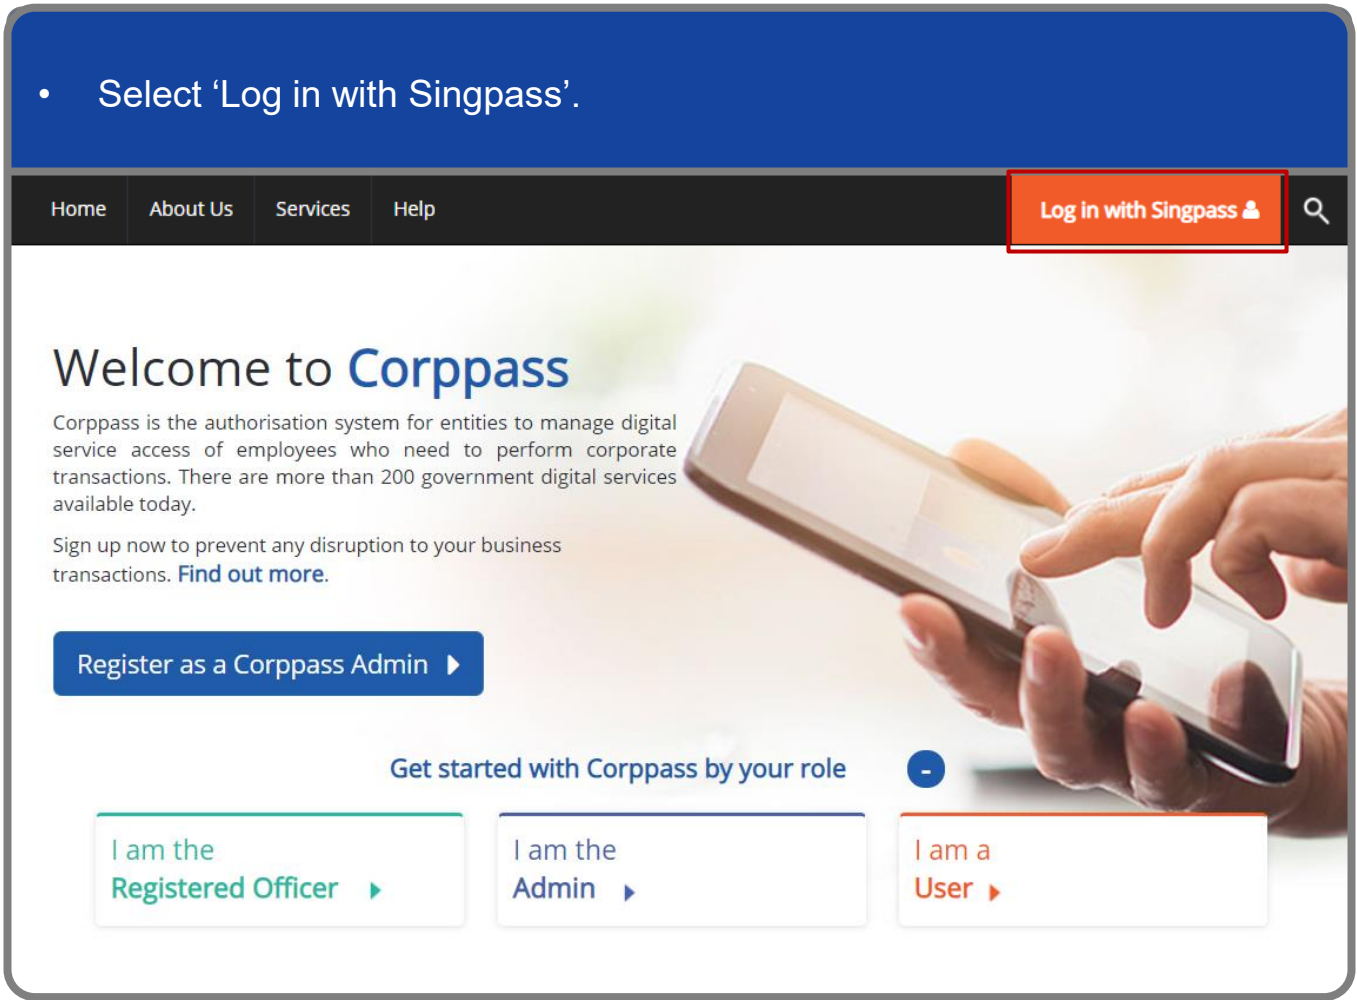 • Select ‘Log in with Singpass’.
Home About Us Services Help Log in with Singpass
Welcome to Corppass
Corppass is the authorisation system for entities to manage digital
service access of employees who need to perform corporate
transactions. There are more than 200 government digital services
available today.
Sign up now to prevent any disruption to your business
transactions. Find out more.
Register as a Corppass Admin
Get started with Corppass by your role -
I am the
Registered Officer
I am the
Admin
I am a
User